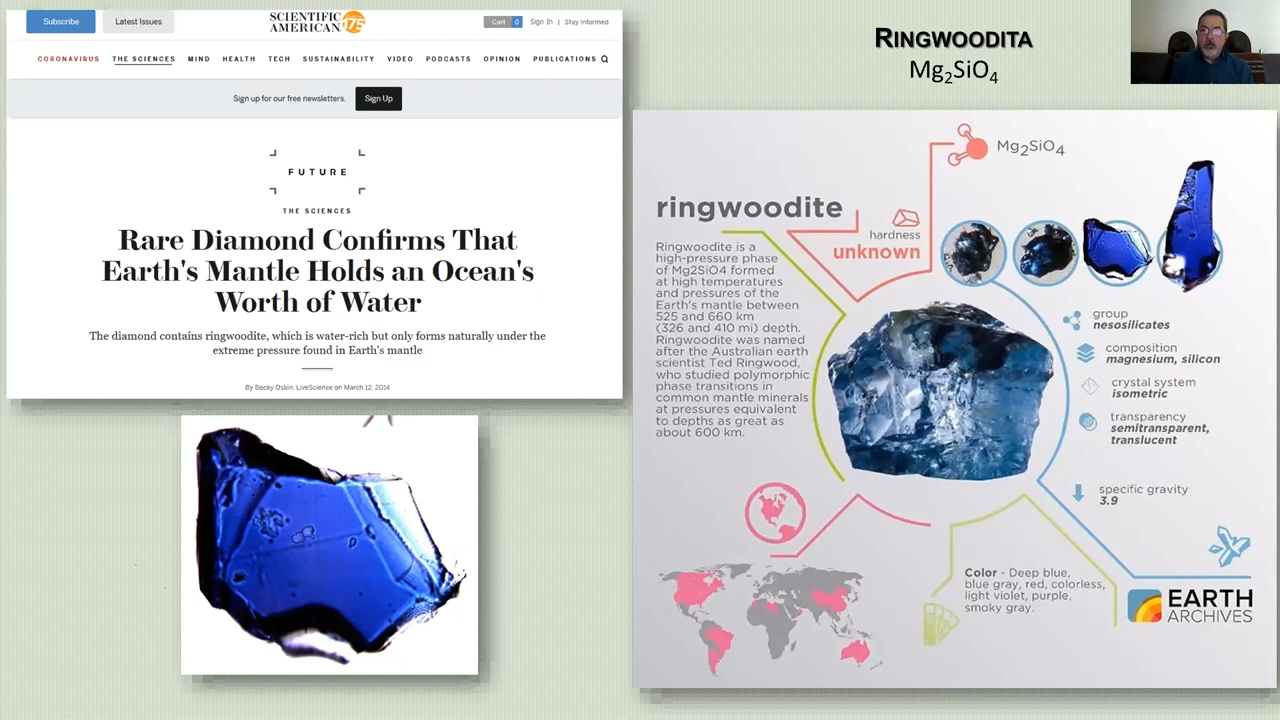 Subscribe
Latest Issues
SCIENTIFIC
AMERICAN 175
Cart 0
Sign In | Stay Informed
CORONAVIRUS THE SCIENCES MIND HEALTH TECH SUSTAINABILITY VIDEO PODCASTS OPINION PUBLICATIONS
Sign up for our free newsletters.
Sign Up
FUTURE
THE SCIENCES
Rare Diamond Confirms That
Earth's Mantle Holds an Ocean's
Worth of Water
The diamond contains ringwoodite, which is water-rich but only forms naturally under the
extreme pressure found in Earth's mantle
By Becky Oskin, LiveScience on March 12, 2014
RINGWOODITA
Mg₂SiO₄
Mg₂SiO₄
ringwoodite
hardness
unknown
Ringwoodite is a
high-pressure phase
of Mg2SiO4 formed
at high temperatures
and pressures of the
Earth's mantle between
525 and 660 km
(326 and 410 mi) depth.
Ringwoodite was named
after the Australian earth
scientist Ted Ringwood,
who studied polymorphic
phase transitions in
common mantle minerals
at pressures equivalent
to depths as great as
about 600 km.
group
nesosilicates
composition
magnesium, silicon
crystal system
isometric
transparency
semitransparent,
translucent
specific gravity
3.9
Color - Deep blue,
blue gray, red, colorless,
light violet, purple,
smoky gray.
EARTH
ARCHIVES